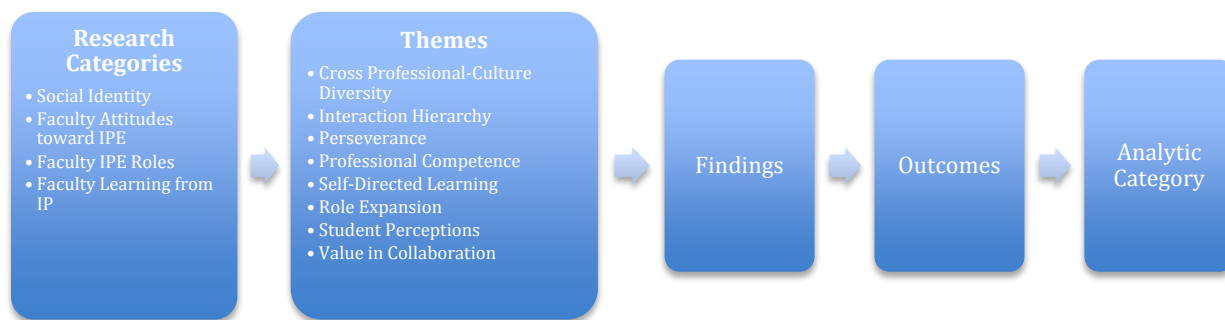 Research
Categories
• Social Identity
• Faculty Attitudes
toward IPE
• Faculty IPE Roles
• Faculty Learning from
IP
Themes
• Cross Professional-Culture
Diversity
• Interaction Hierarchy
• Perseverance
• Professional Competence
• Self-Directed Learning
• Role Expansion
• Student Perceptions
• Value in Collaboration
Findings
Outcomes
Analytic
Category